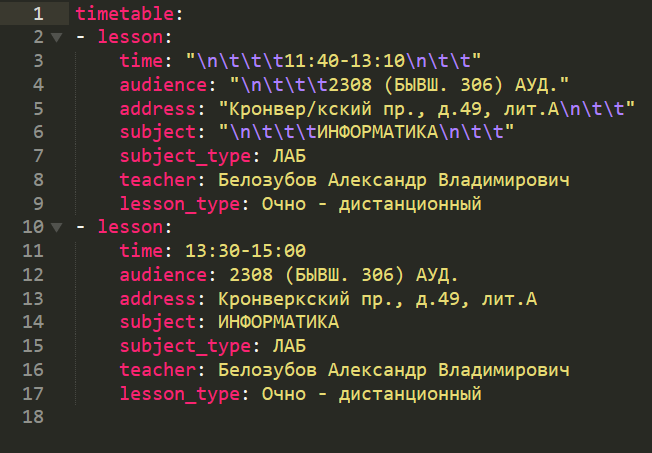 1 timetable:
2 - lesson:
3 time: "\n\t\t\t11:40-13:10\n\t\t"
4 audience: "\n\t\t\t2308 (БЫВШ. 306) АУД."
5 address: "Кронвер/кский пр., д.49, лит.А\n\t\t"
6 subject: "\n\t\t\tИНФОРМАТИКА\n\t\t"
7 subject_type: ЛАБ
8 teacher: Белозубов Александр Владимирович
9 lesson_type: Очно - дистанционный
10 - lesson:
11 time: 13:30-15:00
12 audience: 2308 (БЫВШ. 306) АУД.
13 address: Кронверкский пр., д.49, лит.А
14 subject: ИНФОРМАТИКА
15 subject_type: ЛАБ
16 teacher: Белозубов Александр Владимирович
17 lesson_type: Очно - дистанционный
18